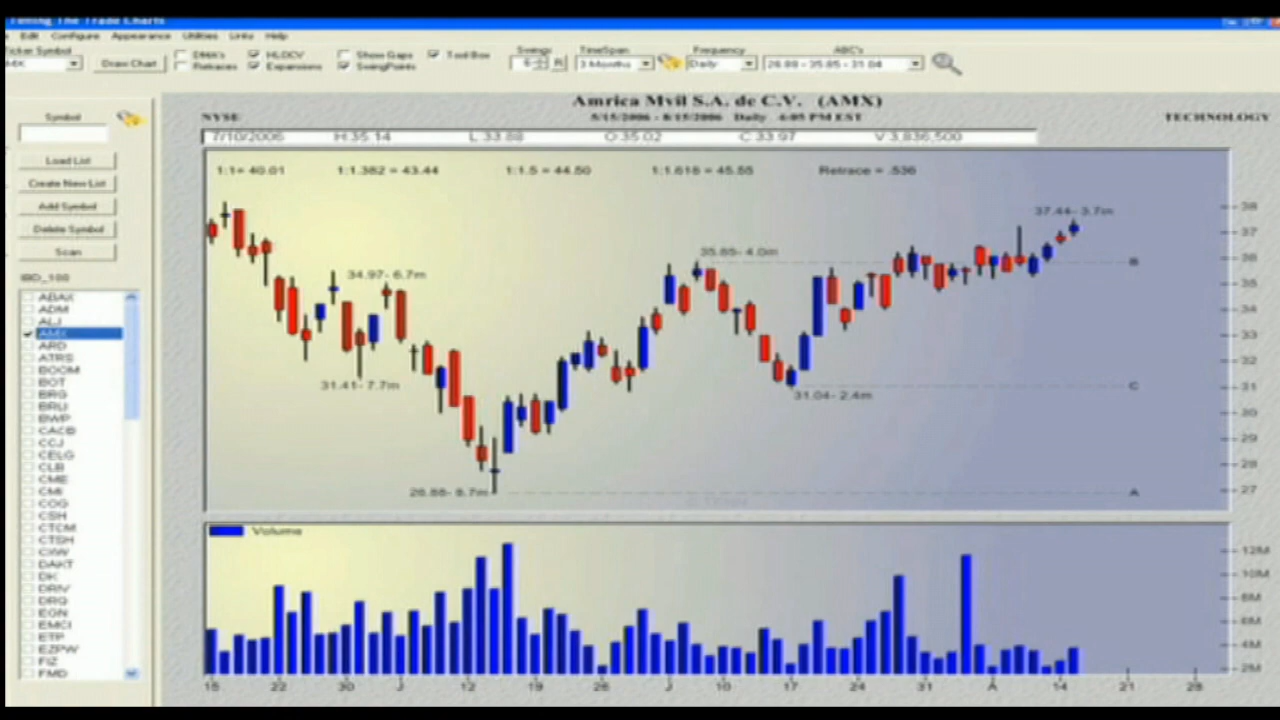 Timing The Trade Charts
Edit Configure Appearance Utilities Links Help
Ticker Symbol
Draw Chart
DMA's
Retraces
HLOCV
Expansions
Show Gaps
SwingPoints
Tool Box
Swings
TimeSpan
3 Months
Frequency
Daily
ABC's
26.88 - 35.85 - 31.04
Symbol
Load List
Create New List
Add Symbol
Delete Symbol
Scan
IBD_100
ABAX
ADM
ALJ
AMX
ARD
ATRS
BOOM
BOT
BRG
BRLI
BWP
CACB
CCJ
CELG
CLB
CME
CMI
COG
CSH
CTCM
CTSH
CXW
DAKT
DK
DRIV
DRQ
EGN
EMCI
ETP
EZPW
FIZ
FMD
Amrica Mvil S.A. de C.V. (AMX)
NYSE
5/15/2006 - 8/15/2006 Daily 4:05 PM EST
TECHNOLOGY
7/10/2006 H:35.14 L:33.88 O:35.02 C:33.97 V:3,836,500
1:1= 40.01 1:1.382 = 43.44 1:1.5 = 44.50 1:1.618 = 45.55 Retrace = .536
37.44- 3.7m
35.85- 4.0m
34.97- 6.7m
31.41- 7.7m
31.04- 2.4m
26.88- 8.7m
B
C
A
38
37
36
35
34
33
32
31
30
29
28
27
Volume
12M
10M
8M
6M
4M
2M
15 22 30 J 12 19 26 J 10 17 24 31 A 14 21 28